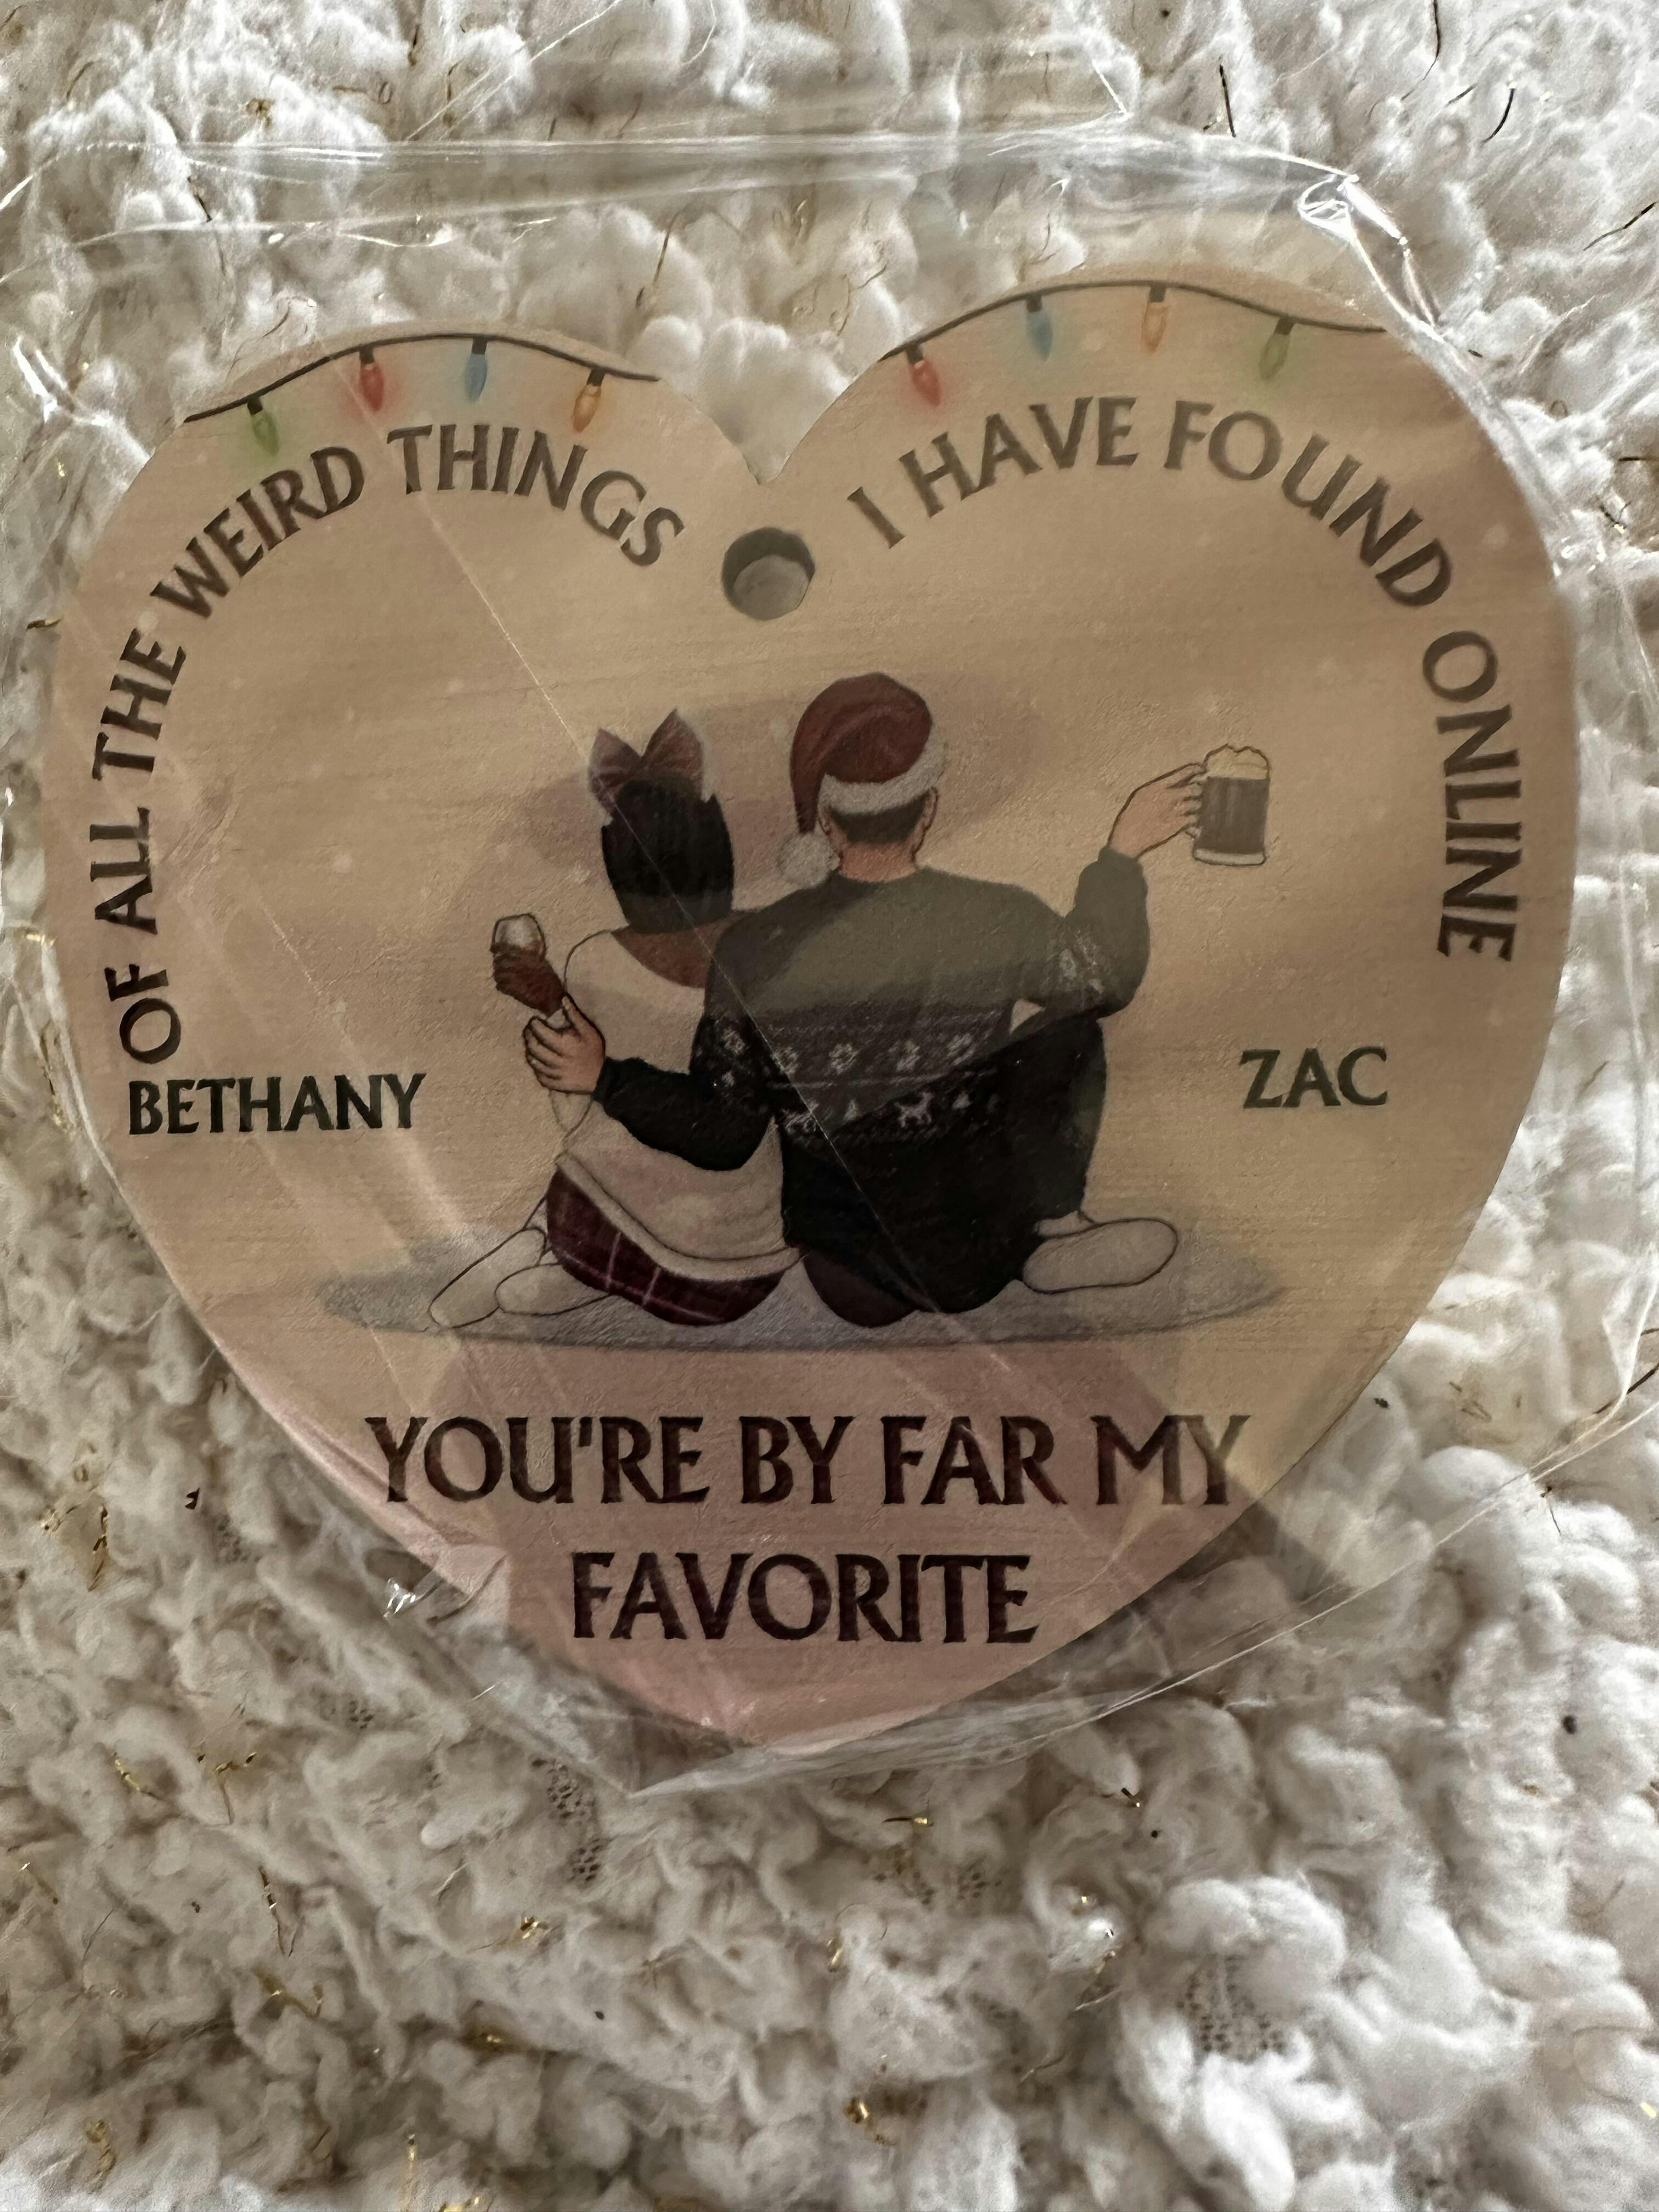 OF ALL THE WEIRD THINGS
I HAVE FOUND ONLINE
BETHANY
ZAC
YOU'RE BY FAR MY
FAVORITE